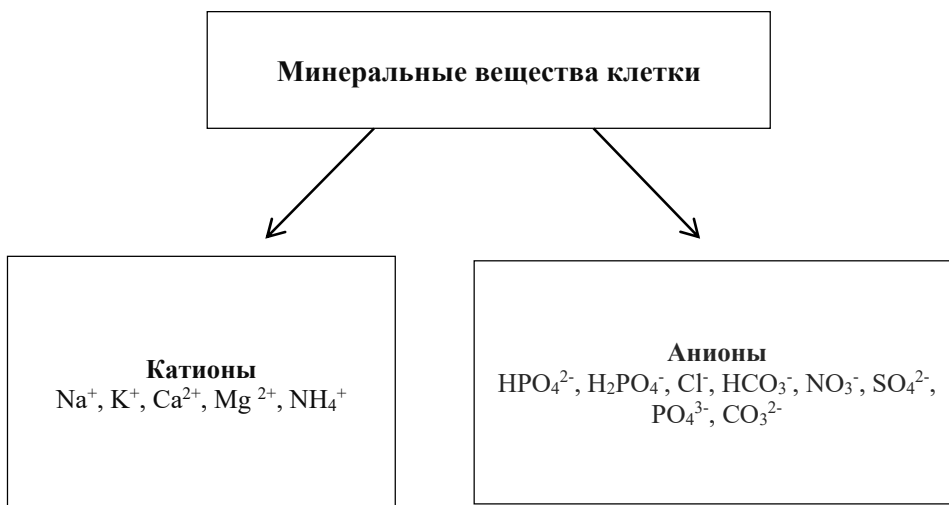 Минеральные вещества клетки
Катионы
Na⁺, K⁺, Ca²⁺, Mg ²⁺, NH₄⁺
Анионы
HPO₄²⁻, H₂PO₄⁻, Cl⁻, HCO₃⁻, NO₃⁻, SO₄²⁻,
PO₄³⁻, CO₃²⁻